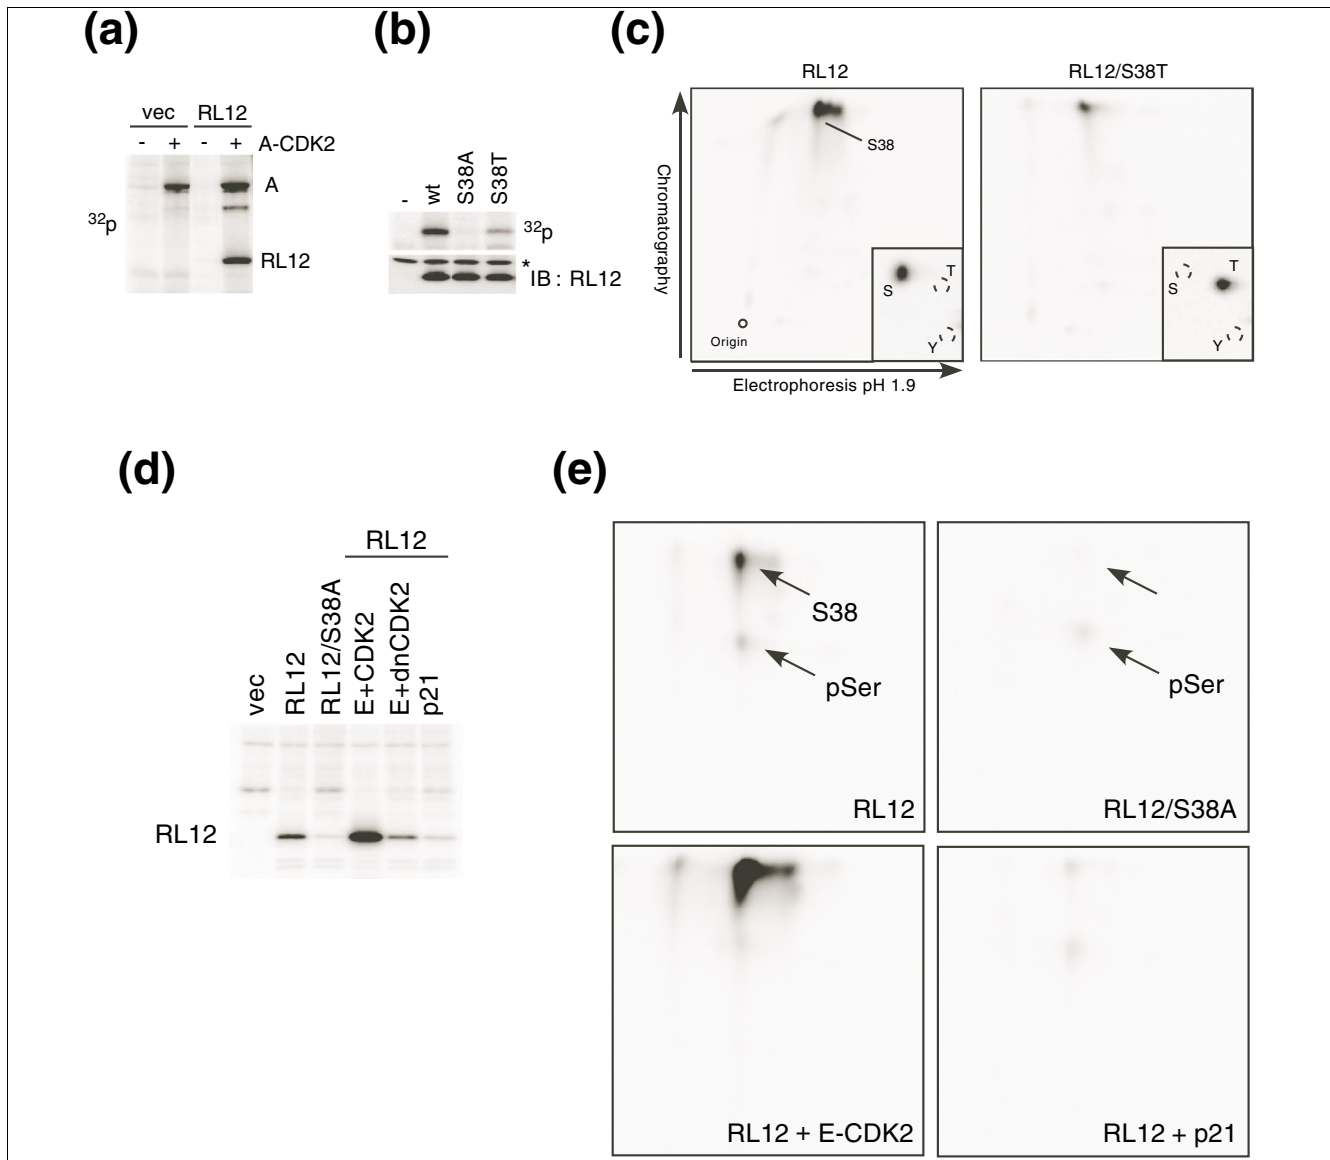 (a)
vec RL12
- + - + A-CDK2
A
32p
RL12
(b)
- wt S38A S38T
32p
*
IB : RL12
(c)
RL12
S38
S T
Y
Origin
Chromatography
Electrophoresis pH 1.9
RL12/S38T
S T
Y
(d)
RL12
vec RL12 RL12/S38A E+CDK2 E+dnCDK2 p21
RL12
(e)
S38
pSer
RL12
pSer
RL12/S38A
RL12 + E-CDK2
RL12 + p21